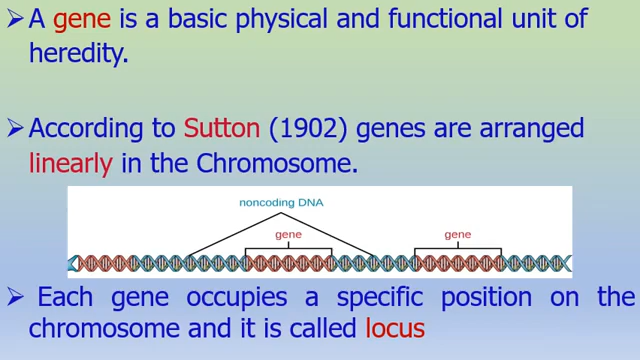 ➢A gene is a basic physical and functional unit of
heredity.
➢According to Sutton (1902) genes are arranged
linearly in the Chromosome.
noncoding DNA
gene
gene
➢ Each gene occupies a specific position on the
chromosome and it is called locus